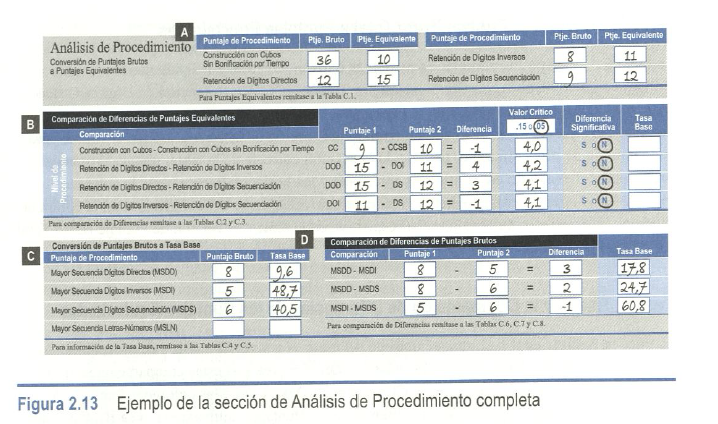 A
Análisis de Procedimiento
Conversión de Puntajes Brutos
a Puntajes Equivalentes
Puntaje de Procedimiento Ptje. Bruto Ptje. Equivalente
Construcción con Cubos
Sin Bonificación por Tiempo 36 10
Retención de Dígitos Directos 12 15
Para Puntajes Equivalentes remítase a la Tabla C.1.
Puntaje de Procedimiento Ptje. Bruto Ptje. Equivalente
Retención de Dígitos Inversos 8 11
Retención de Dígitos Secuenciación 9 12
B
Comparación de Diferencias de Puntajes Equivalentes
Comparación Puntaje 1 Puntaje 2 Diferencia Valor Crítico .15 o .05 Diferencia Significativa Tasa Base
Nivel de Procedimiento
Construcción con Cubos - Construcción con Cubos sin Bonificación por Tiempo CC 9 - CCSB 10 = -1 4,0 S o N
Retención de Dígitos Directos - Retención de Dígitos Inversos DOD 15 - DOI 11 = 4 4,2 S o N
Retención de Dígitos Directos - Retención de Dígitos Secuenciación DOD 15 - DS 12 = 3 4,1 S o N
Retención de Dígitos Inversos - Retención de Dígitos Secuenciación DOI 11 - DS 12 = -1 4,1 S o N
Para comparación de Diferencias remítase a las Tablas C.2 y C.3.
C
Conversión de Puntajes Brutos a Tasa Base
Puntaje de Procedimiento Puntaje Bruto Tasa Base
Mayor Secuencia Dígitos Directos (MSDD) 8 9,6
Mayor Secuencia Dígitos Inversos (MSDI) 5 48,7
Mayor Secuencia Dígitos Secuenciación (MSDS) 6 40,5
Mayor Secuencia Letras-Números (MSLN)
Para información de la Tasa Base, remítase a las Tablas C.4 y C.5.
D
Comparación de Diferencias de Puntajes Brutos
Comparación Puntaje 1 Puntaje 2 Diferencia Tasa Base
MSDD - MSDI 8 - 5 = 3 17,8
MSDD - MSDS 8 - 6 = 2 24,7
MSDI - MSDS 5 - 6 = -1 60,8
Para comparación de Diferencias remítase a las Tablas C.6, C.7 y C.8.
Figura 2.13 Ejemplo de la sección de Análisis de Procedimiento completa